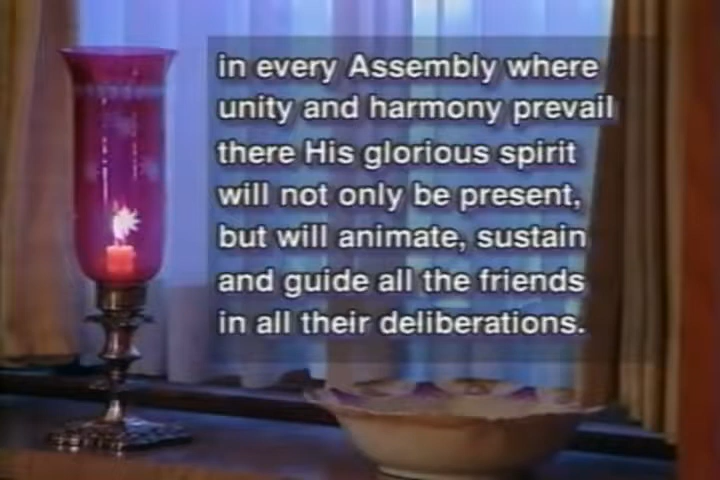 in every Assembly where
unity and harmony prevail
there His glorious spirit
will not only be present,
but will animate, sustain
and guide all the friends
in all their deliberations.